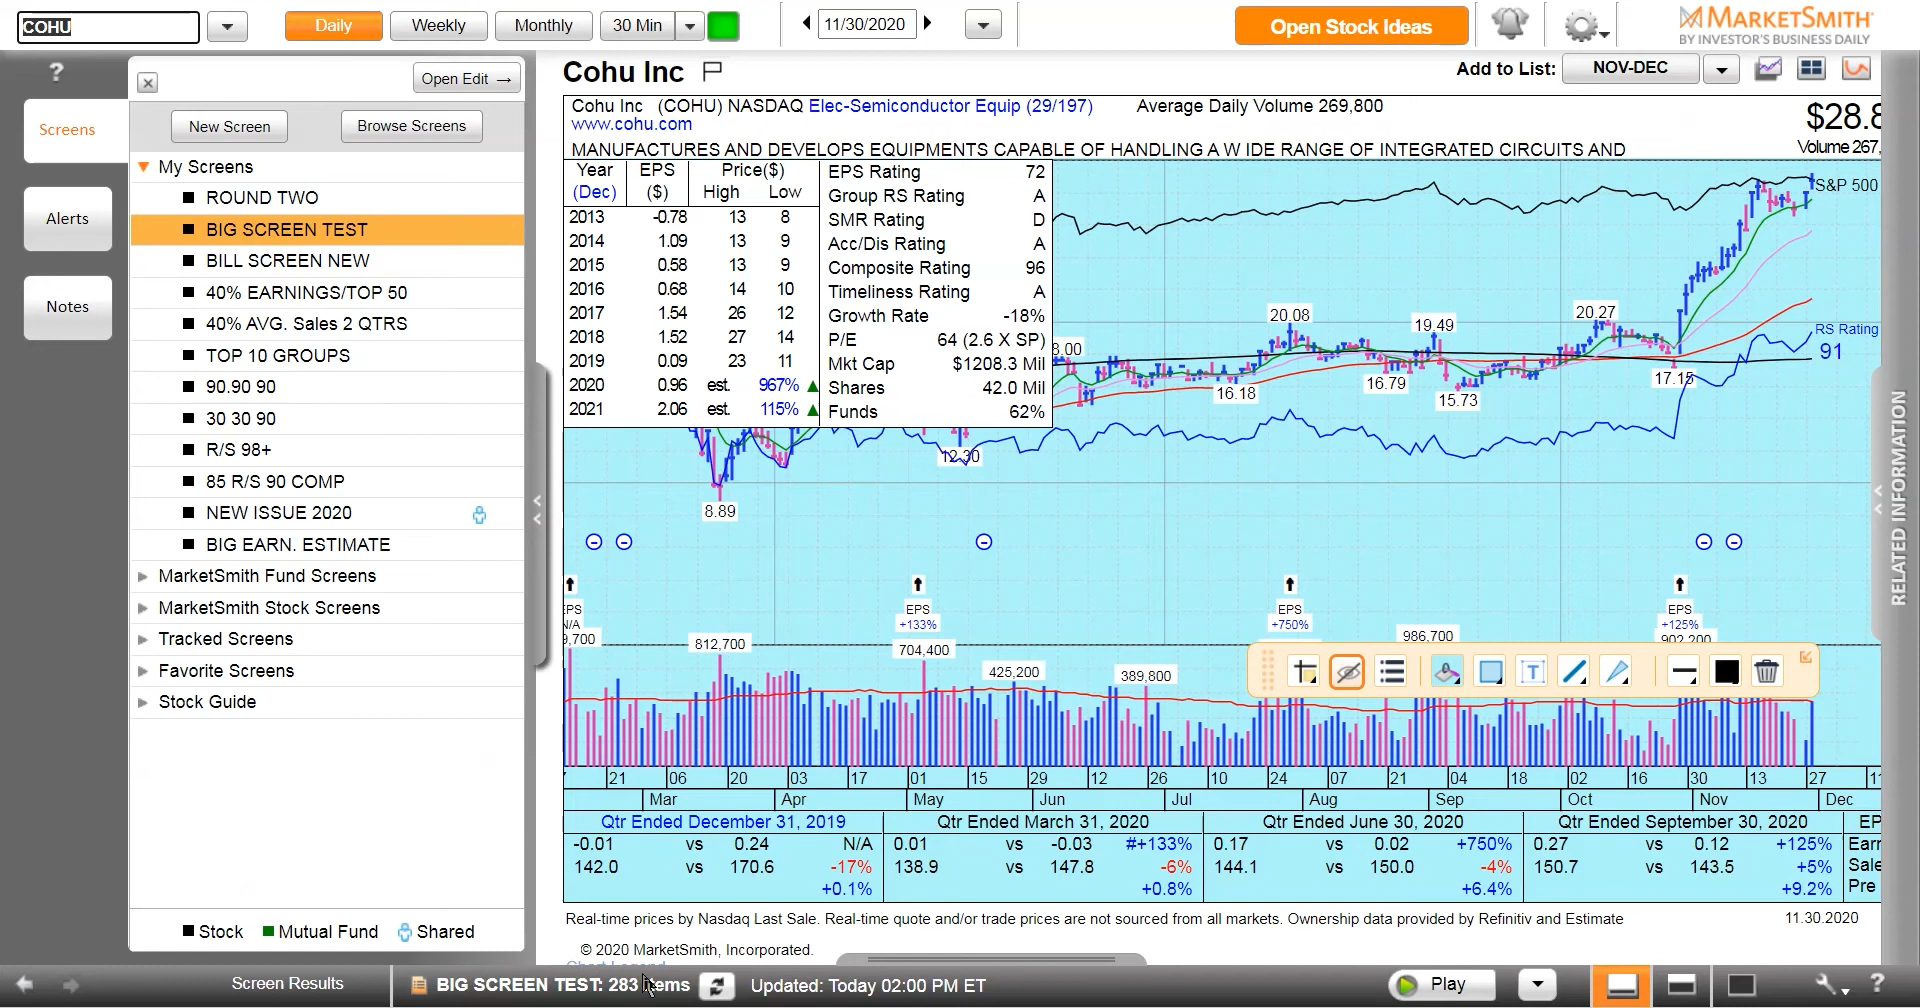 COHU Daily Weekly Monthly 30 Min 11/30/2020 Open Stock Ideas MARKETSMITH
BY INVESTOR'S BUSINESS DAILY
? Open Edit →
Screens
Alerts
Notes
New Screen Browse Screens
My Screens
ROUND TWO
BIG SCREEN TEST
BILL SCREEN NEW
40% EARNINGS/TOP 50
40% AVG. Sales 2 QTRS
TOP 10 GROUPS
90.90 90
30 30 90
R/S 98+
85 R/S 90 COMP
NEW ISSUE 2020
BIG EARN. ESTIMATE
MarketSmith Fund Screens
MarketSmith Stock Screens
Tracked Screens
Favorite Screens
Stock Guide
Stock Mutual Fund Shared
Cohu Inc Add to List: NOV-DEC
Cohu Inc (COHU) NASDAQ Elec-Semiconductor Equip (29/197) Average Daily Volume 269,800 $28.8
www.cohu.com
MANUFACTURES AND DEVELOPS EQUIPMENTS CAPABLE OF HANDLING A W IDE RANGE OF INTEGRATED CIRCUITS AND Volume 267,
Year EPS Price($)
(Dec) ($) High Low
2013 -0.78 13 8
2014 1.09 13 9
2015 0.58 13 9
2016 0.68 14 10
2017 1.54 26 12
2018 1.52 27 14
2019 0.09 23 11
2020 0.96 est. 967%
2021 2.06 est. 115%
EPS Rating 72
Group RS Rating A
SMR Rating D
Acc/Dis Rating A
Composite Rating 96
Timeliness Rating A
Growth Rate -18%
P/E 64 (2.6 X SP)
Mkt Cap $1208.3 Mil
Shares 42.0 Mil
Funds 62%
S&P 500
RS Rating
91
8.00 20.08 19.49 20.27
16.18 16.79 15.73 17.15
12.30
8.89
EPS EPS EPS EPS
N/A +133% +750% +125%
9,700 812,700 704,400 425,200 389,800 986,700 902,200
T
21 06 20 03 17 01 15 29 12 26 10 24 07 21 04 18 02 16 30 13 27 11
Mar Apr May Jun Jul Aug Sep Oct Nov Dec
Qtr Ended December 31, 2019 Qtr Ended March 31, 2020 Qtr Ended June 30, 2020 Qtr Ended September 30, 2020 EP
-0.01 vs 0.24 N/A 0.01 vs -0.03 #+133% 0.17 vs 0.02 +750% 0.27 vs 0.12 +125% Earr
142.0 vs 170.6 -17% 138.9 vs 147.8 -6% 144.1 vs 150.0 -4% 150.7 vs 143.5 +5% Sale
+0.1% +0.8% +6.4% +9.2% Pre
Real-time prices by Nasdaq Last Sale. Real-time quote and/or trade prices are not sourced from all markets. Ownership data provided by Refinitiv and Estimate 11.30.2020
© 2020 MarketSmith, Incorporated.
Chart Legend
RELATED INFORMATION
Screen Results BIG SCREEN TEST: 283 items Updated: Today 02:00 PM ET Play ?